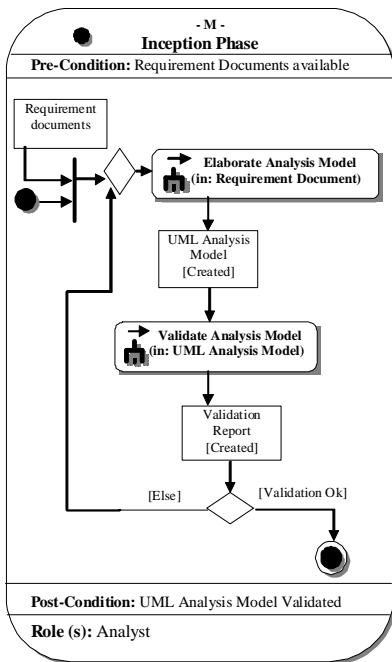 - M -
Inception Phase
Pre-Condition: Requirement Documents available
Requirement
documents
Elaborate Analysis Model
(in: Requirement Document)
UML Analysis
Model
[Created]
Validate Analysis Model
(in: UML Analysis Model)
Validation
Report
[Created]
[Else]
[Validation Ok]
Post-Condition: UML Analysis Model Validated
Role (s): Analyst